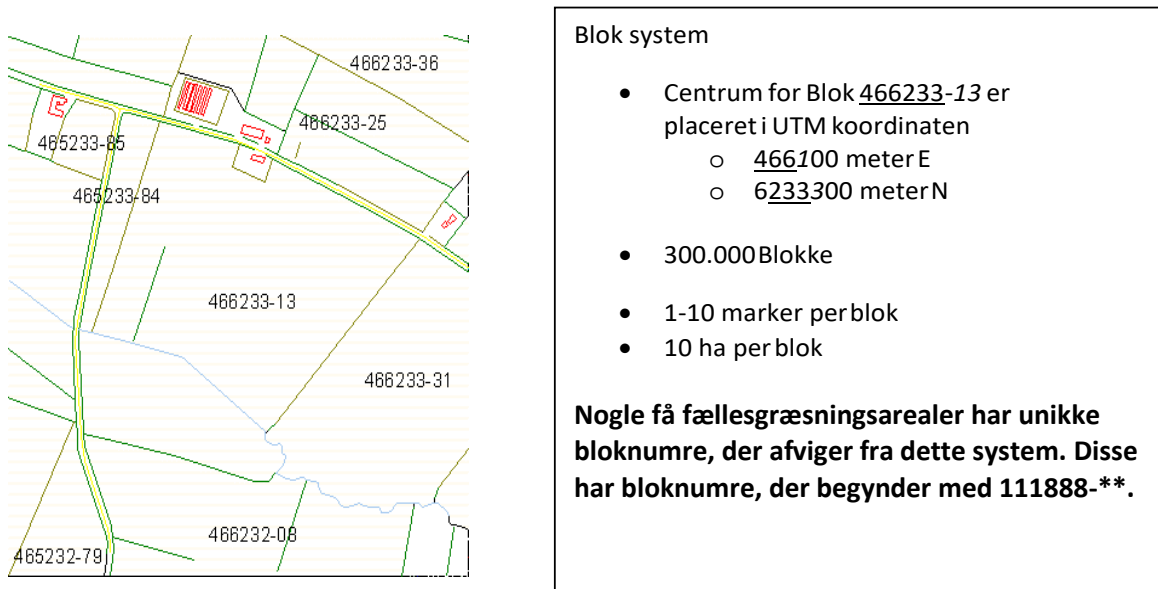 466233-36
466233-25
465233-85
465233-84
466233-13
466233-31
466232-08
465232-79
Blok system
• Centrum for Blok 466233-13 er
placeret i UTM koordinaten
o 466100 meter E
o 6233300 meter N
• 300.000 Blokke
• 1-10 marker per blok
• 10 ha per blok
Nogle få fællesgræsningsarealer har unikke
bloknumre, der afviger fra dette system. Disse
har bloknumre, der begynder med 111888-**.